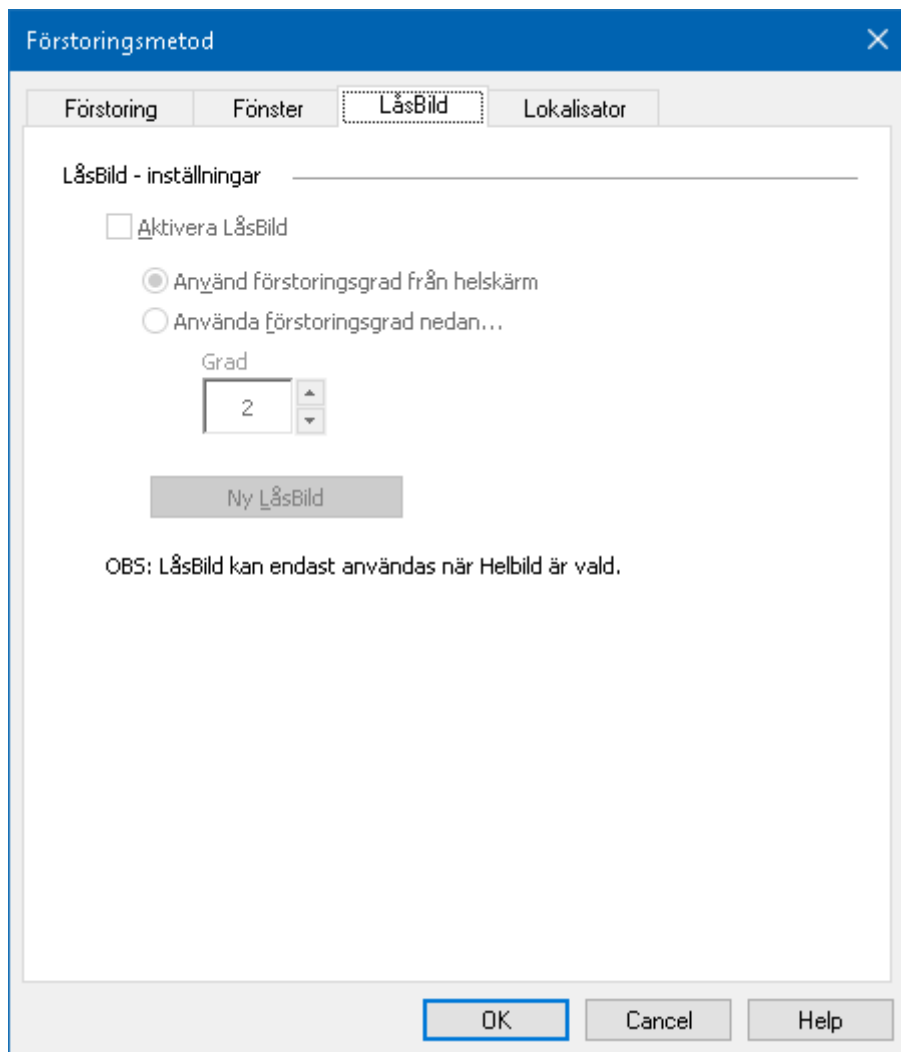 Förstoringsmetod
Förstoring Fönster LåsBild Lokalisator
LåsBild - inställningar
Aktivera LåsBild
Använd förstoringsgrad från helskärm
Använda förstoringsgrad nedan...
Grad
2
Ny LåsBild
OBS: LåsBild kan endast användas när Helbild är vald.
OK Cancel Help